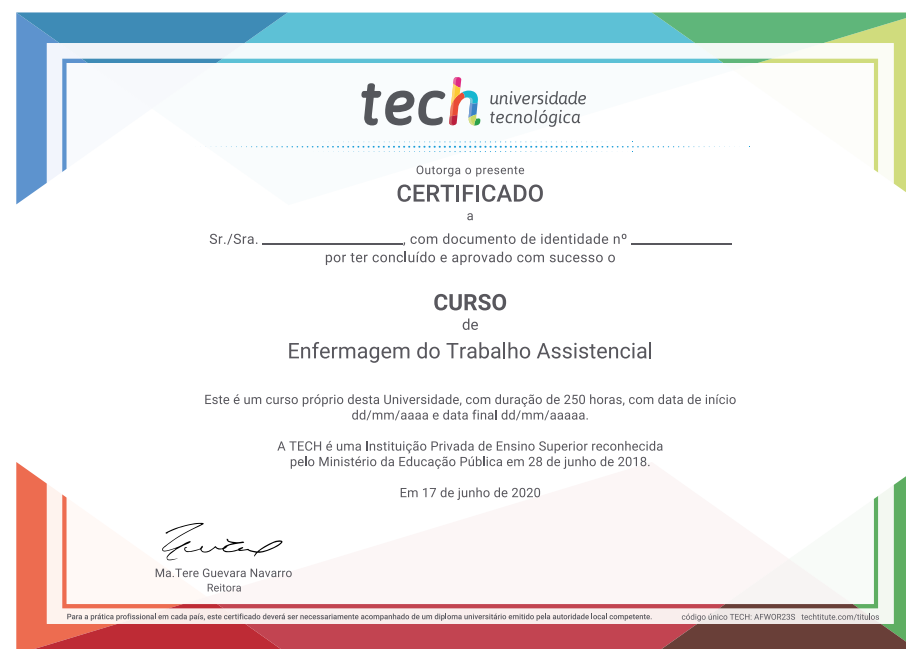 tech universidade
tecnológica
Outorga o presente
CERTIFICADO
a
Sr./Sra. ________________, com documento de identidade nº ____________
por ter concluído e aprovado com sucesso o
CURSO
de
Enfermagem do Trabalho Assistencial
Este é um curso próprio desta Universidade, com duração de 250 horas, com data de início
dd/mm/aaaa e data final dd/mm/aaaaa.
A TECH é uma Instituição Privada de Ensino Superior reconhecida
pelo Ministério da Educação Pública em 28 de junho de 2018.
Em 17 de junho de 2020
Ma.Tere Guevara Navarro
Reitora
Para a prática profissional em cada país, este certificado deverá ser necessariamente acompanhado de um diploma universitário emitido pela autoridade local competente. código único TECH: AFWOR23S techtitute.com/titulos